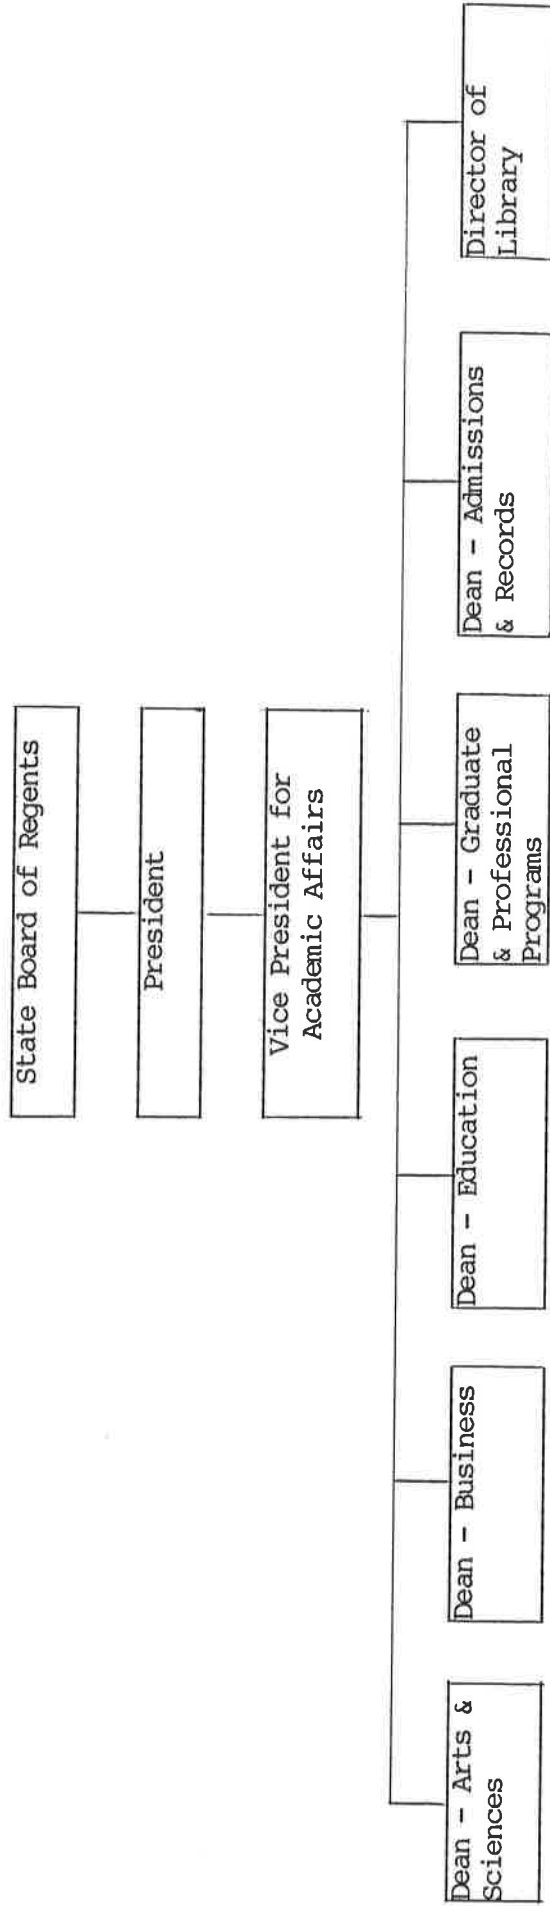 State Board of Regents
President
Vice President for
Academic Affairs
Dean - Arts &
Sciences
Dean - Business
Dean - Education
Dean - Graduate
& Professional
Programs
Dean - Admissions
& Records
Director of
Library